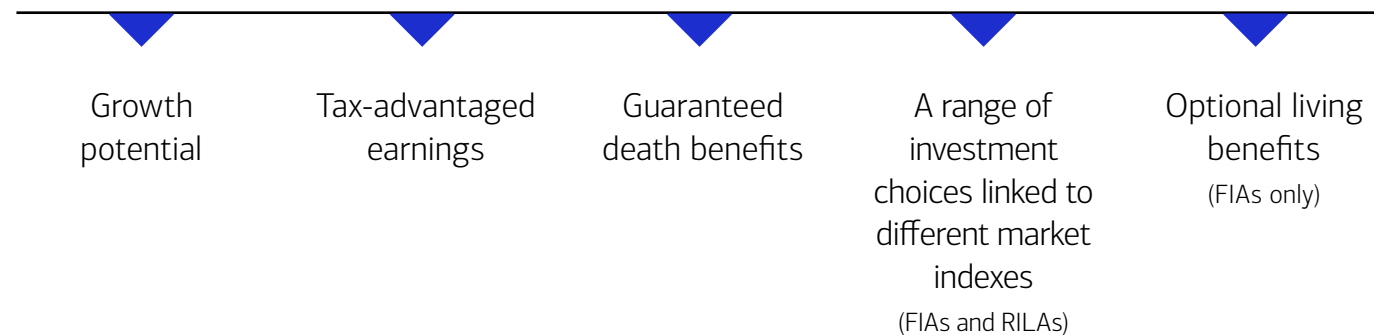 Growth
potential
Tax-advantaged
earnings
Guaranteed
death benefits
A range of
investment
choices linked to
different market
indexes
(FIAs and RILAs)
Optional living
benefits
(FIAs only)